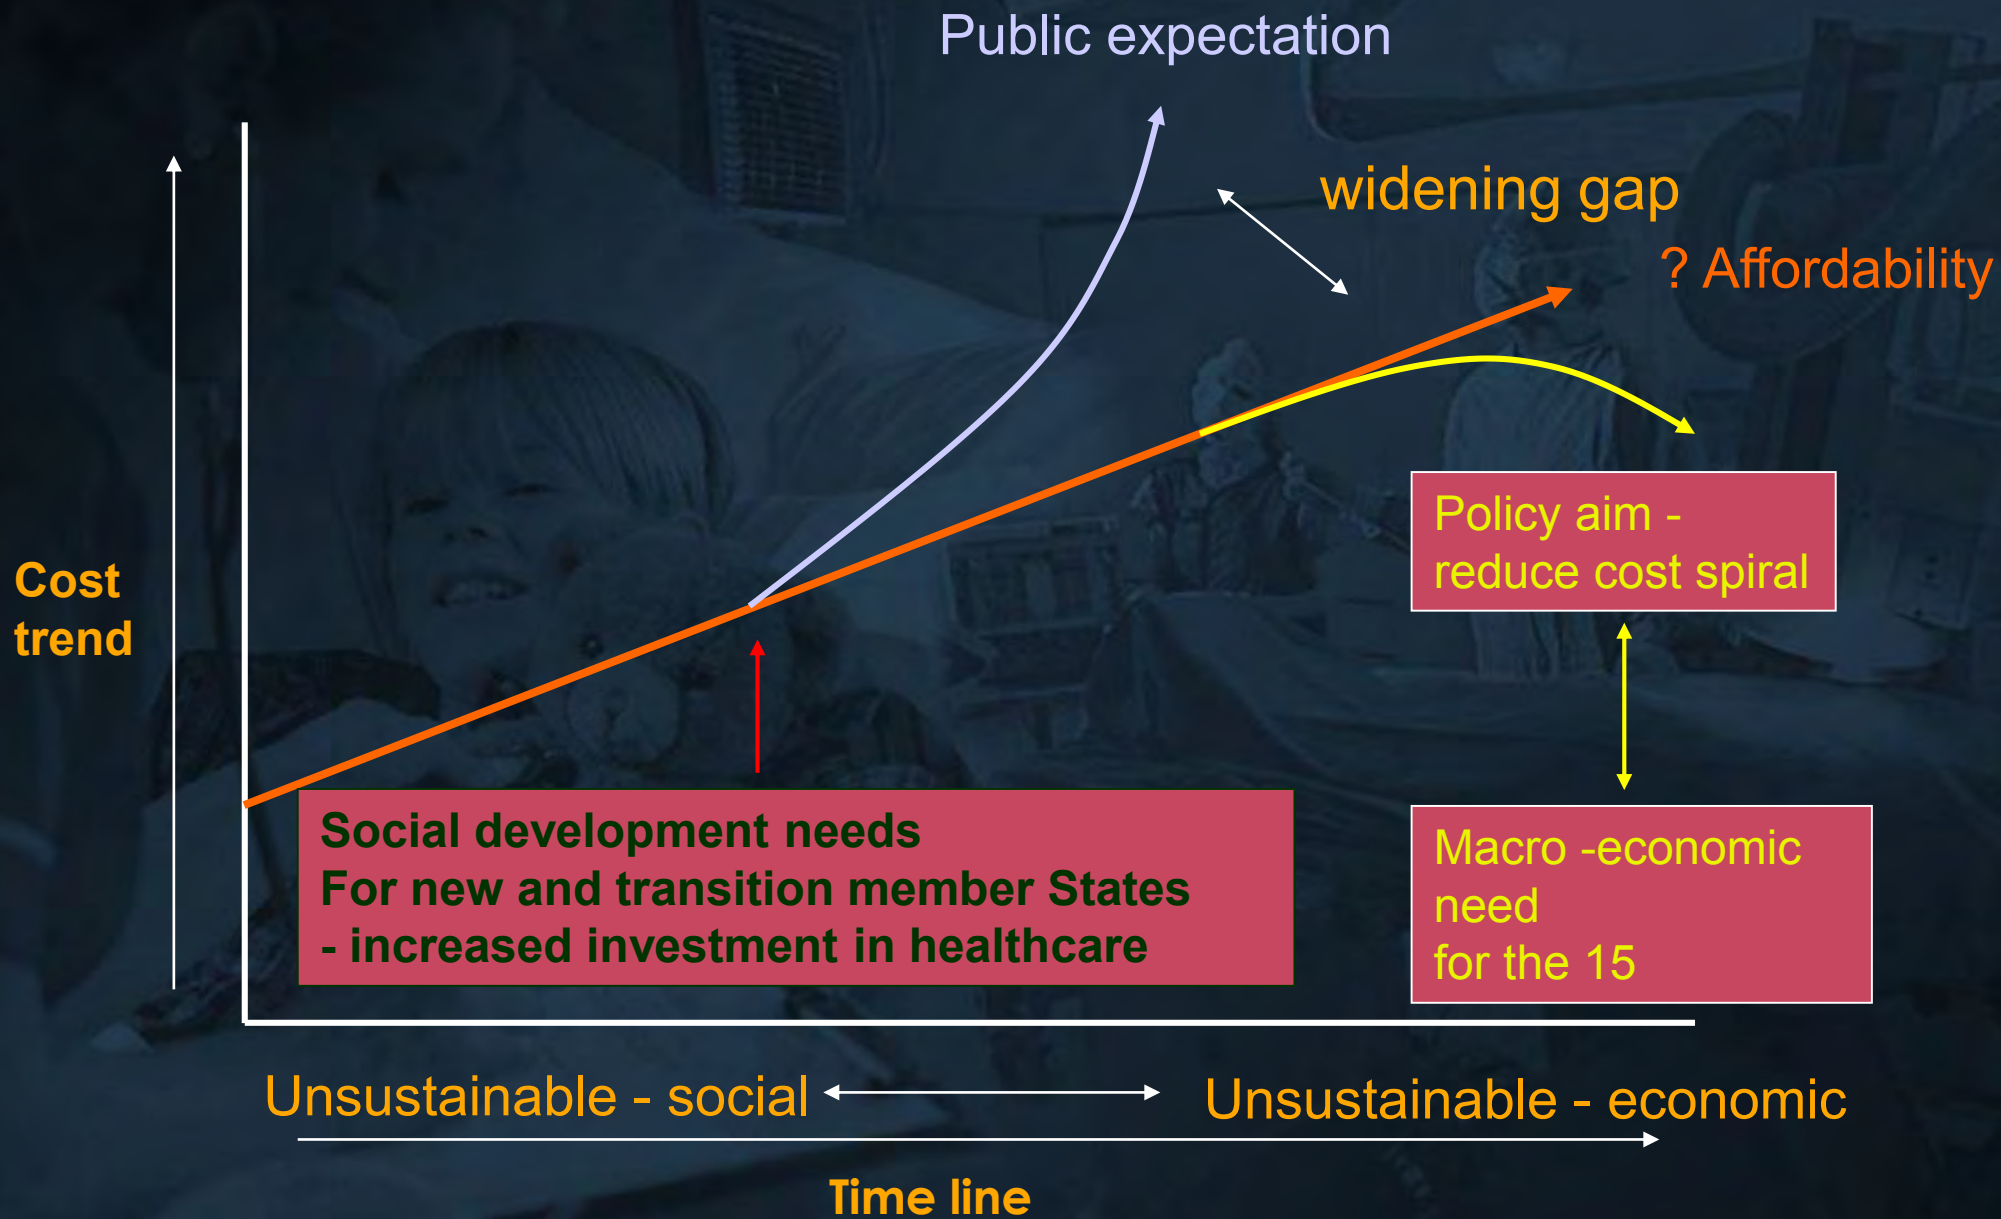 Public expectation
widening gap
? Affordability
Cost
trend
Policy aim -
reduce cost spiral
Social development needs
For new and transition member States
- increased investment in healthcare
Macro -economic
need
for the 15
Unsustainable - social
Unsustainable - economic
Time line